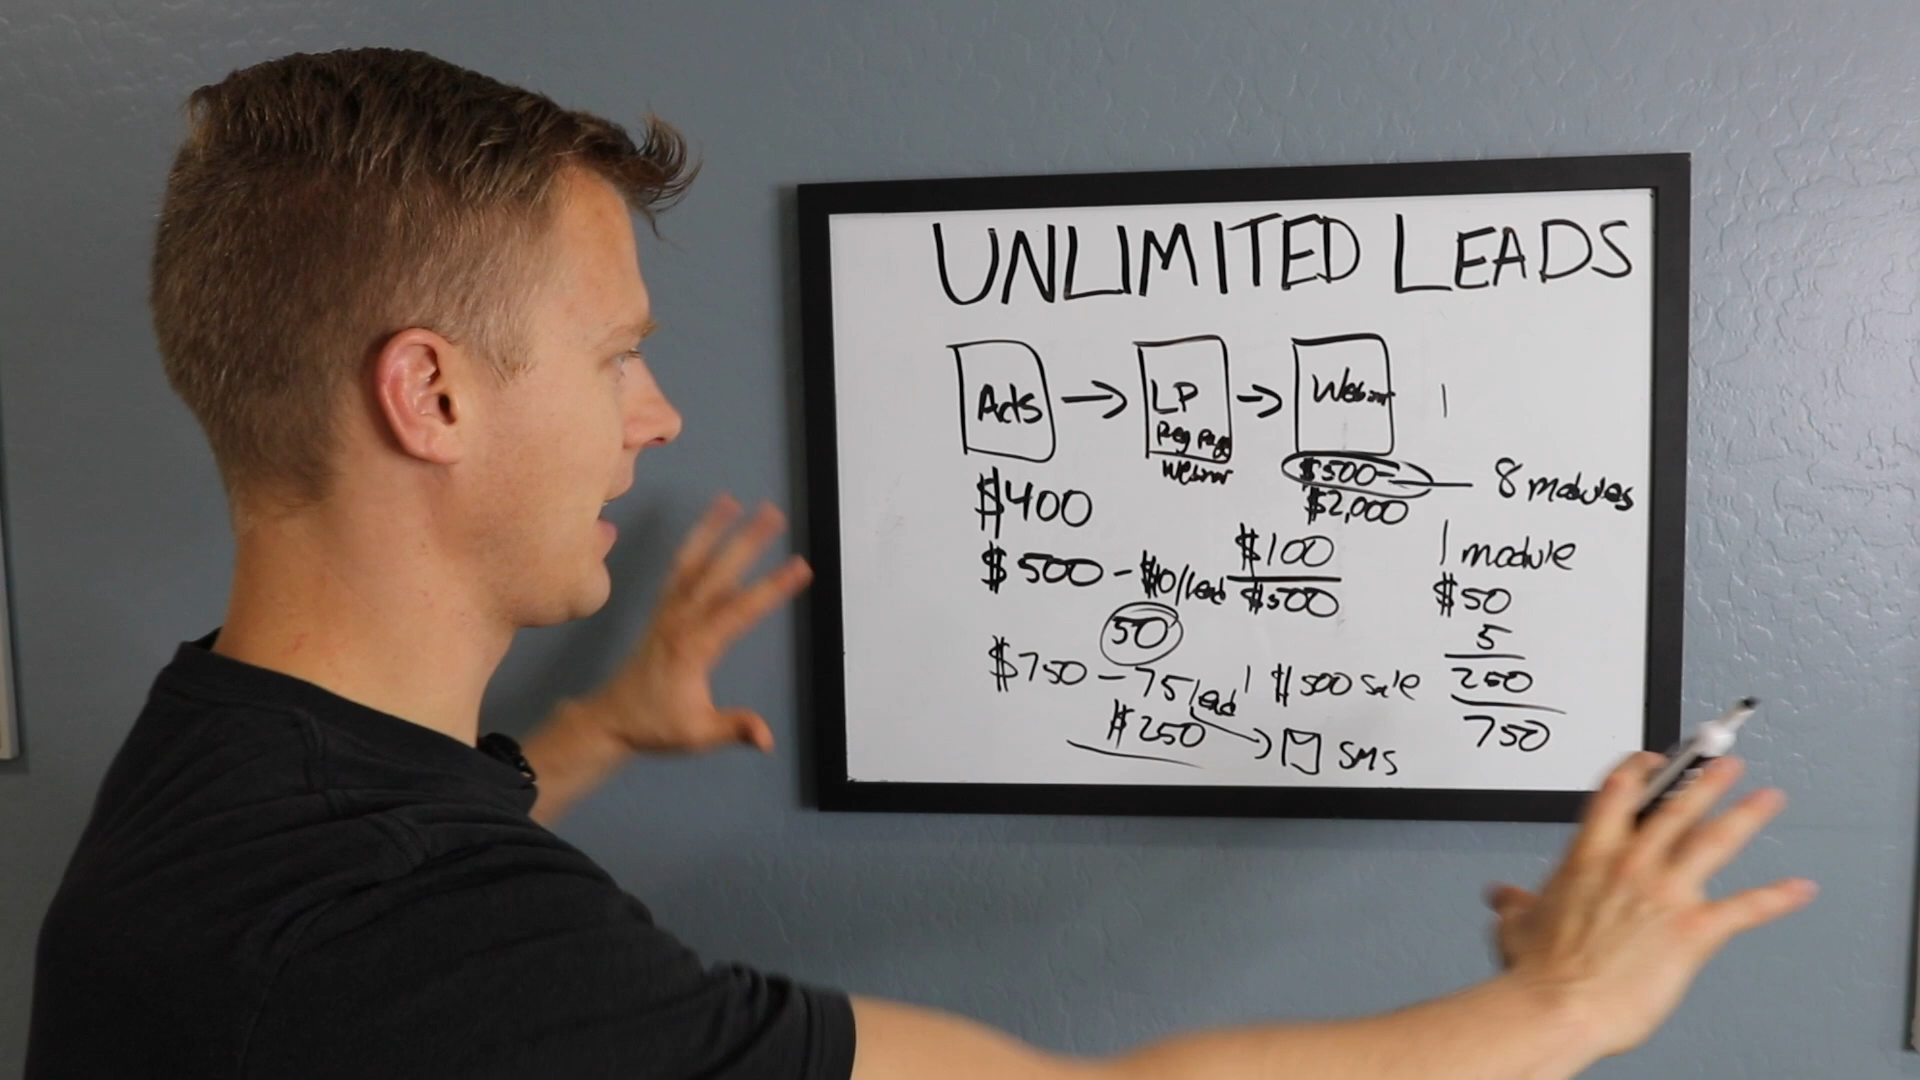 UNLIMITED LEADS
Ads → LP → Webinar
Reg Page
Webinar
$500-
$2,000
8 modules
$400
$500 - $10/lead
50
$100
$500
1 module
$50
5
250
750
$750 - 75 lead
1 $500 sale
$250
SMS